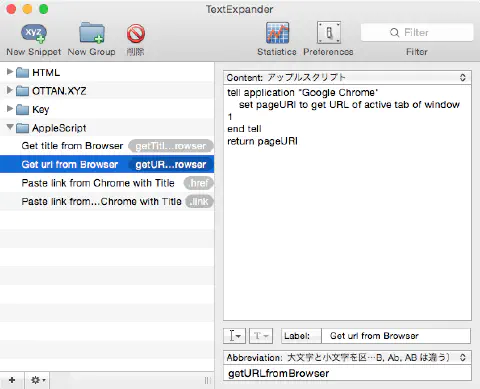 TextExpander
XYZ
New Snippet
New Group
削除
Statistics
Preferences
Filter
Filter
HTML
OTTAN.XYZ
Key
AppleScript
Get title from Browser getTitl...rowser
Get url from Browser getUR...rowser
Paste link from Chrome with Title .href
Paste link from...Chrome with Title .link
Content: アップルスクリプト
tell application "Google Chrome"
set pageURI to get URL of active tab of window
1
end tell
return pageURI
Label: Get url from Browser
Abbreviation: 大文字と小文字を区…B, Ab, AB は違う)
getURLfromBrowser